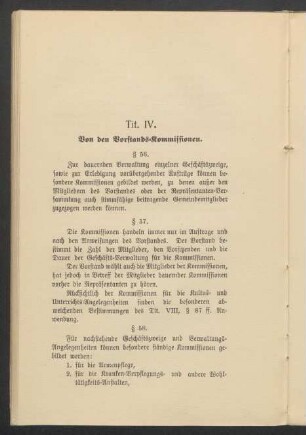 Tit. IV.
Von den Vorstands-Kommissionen.
§ 56.
Zur dauernden Verwaltung einzelner Geschäftszweige,
sowie zur Erledigung vorübergehender Aufträge können be-
sondere Kommissionen gebildet werden, zu denen außer den
Mitgliedern des Vorstandes oder der Repräsentanten-Ver-
sammlung auch stimmfähige beitragende Gemeindemitglieder
zugezogen werden können.
§ 57.
Die Kommissionen handeln immer nur im Auftrage und
nach den Anweisungen des Vorstandes. Der Vorstand be-
stimmt die Zahl der Mitglieder, den Vorsitzenden und die
Dauer der Geschäfts-Verwaltung für die Kommissionen.
Der Vorstand wählt auch die Mitglieder der Kommissionen,
hat jedoch in Betreff der Mitglieder dauernder Kommissionen
vorher die Repräsentanten zu hören.
Rücksichtlich der Kommissionen für die Kultus- und
Unterrichts-Angelegenheiten finden die besonderen ab-
weichenden Bestimmungen des Tit. VIII, § 87 ff. An-
wendung.
§ 58.
Für nachstehende Geschäftszweige und Verwaltungs-
Angelegenheiten können besondere ständige Kommissionen ge-
bildet werden:
1. für die Armenpflege,
2. für die Kranken-Verpflegungs- und andere Wohl-
tätigkeits-Anstalten,